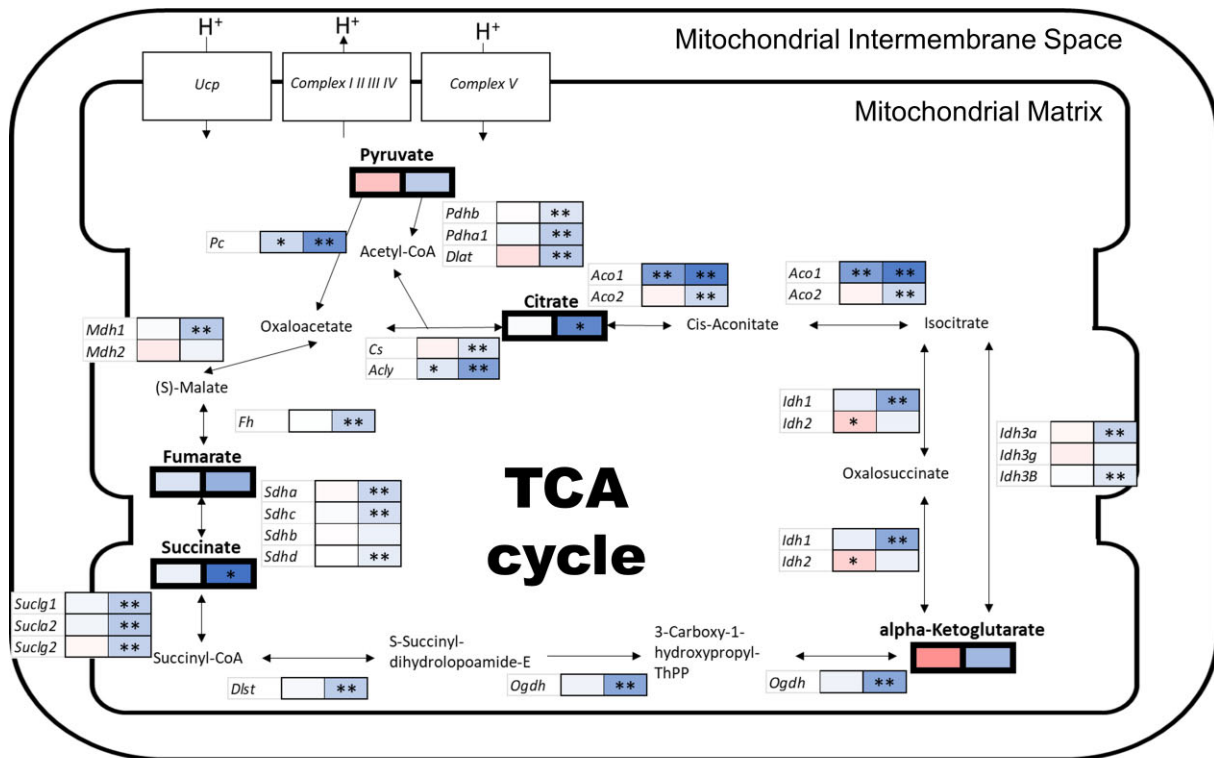 H+ H+ H+
Mitochondrial Intermembrane Space
Ucp
Complex I II III IV
Complex V
Mitochondrial Matrix
Pyruvate
Pdhb **
Pdha1 **
Dlat **
Pc * **
Acetyl-CoA
Aco1 ** **
Aco2 **
Aco1 ** **
Aco2 **
Citrate
*
Mdh1 **
Mdh2
Oxaloacetate
Cis-Aconitate
Isocitrate
Cs **
Acly * **
(S)-Malate
Fh **
Idh1 **
Idh2 *
Idh3a **
Idh3g
Idh3B **
Fumarate
Oxalosuccinate
Sdha **
Sdhc **
Sdhb
Sdhd **
TCA
cycle
Succinate
*
Idh1 **
Idh2 *
Suclg1 **
Sucla2 **
Suclg2 **
Succinyl-CoA
S-Succinyl-
dihydrolopoamide-E
3-Carboxy-1-
hydroxypropyl-
ThPP
alpha-Ketoglutarate
Dlst **
Ogdh **
Ogdh **